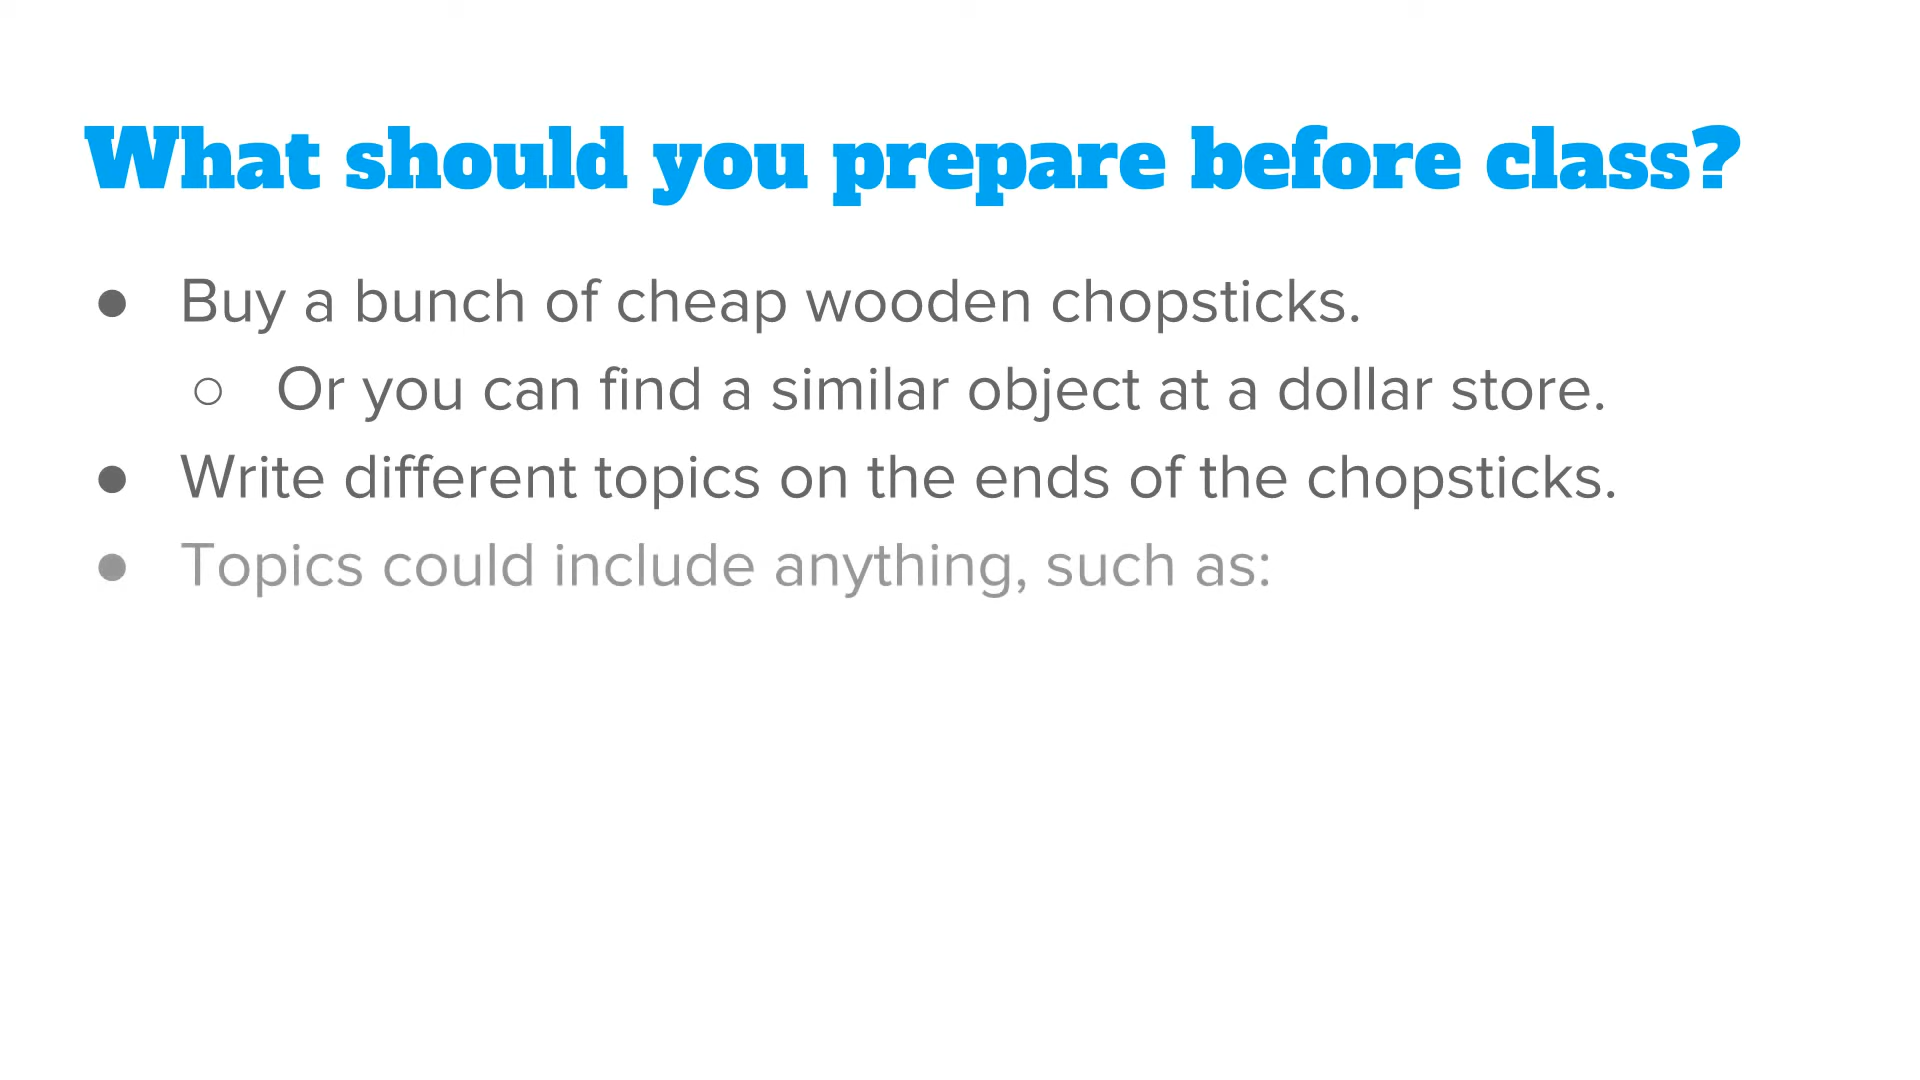 What should you prepare before class?
● Buy a bunch of cheap wooden chopsticks.
○ Or you can find a similar object at a dollar store.
● Write different topics on the ends of the chopsticks.
● Topics could include anything, such as: